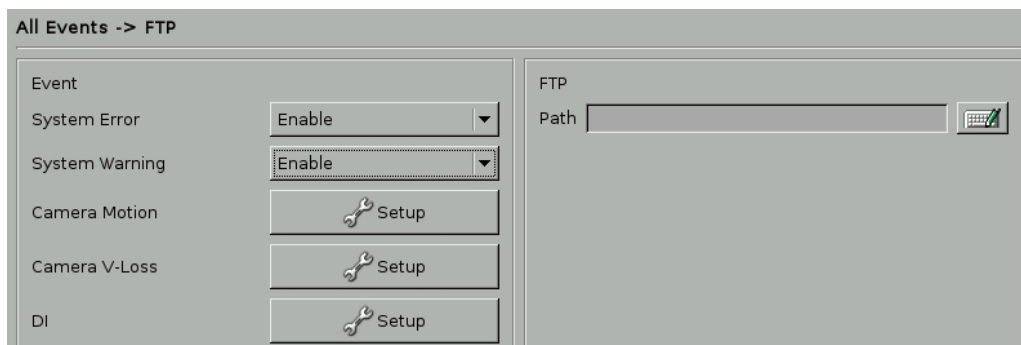 All Events -> FTP
Event
System Error Enable
System Warning Enable
Camera Motion Setup
Camera V-Loss Setup
DI Setup
FTP
Path